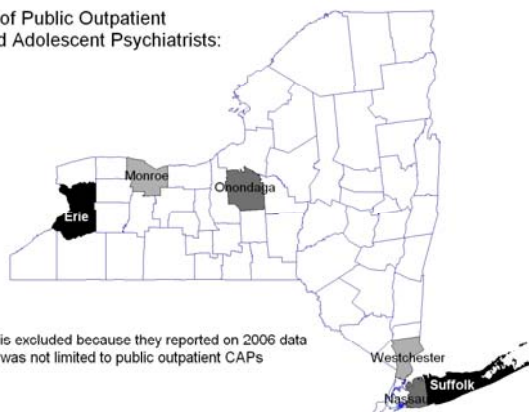 of Public Outpatient
d Adolescent Psychiatrists:
Monroe
Onondaga
Erie
is excluded because they reported on 2006 data
was not limited to public outpatient CAPs
Westchester
Suffolk
Nassau